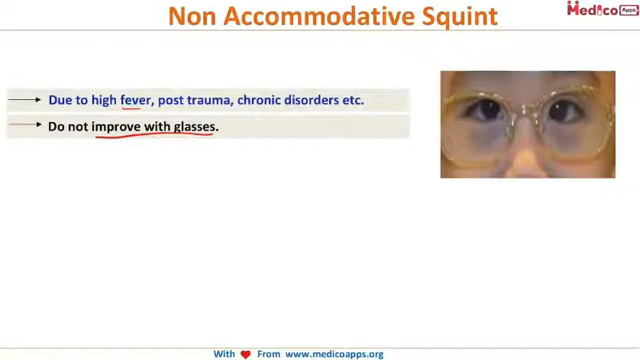 Non Accommodative Squint
Medico Apps
Due to high fever, post trauma, chronic disorders etc.
Do not improve with glasses.
With ❤ From www.medicoapps.org